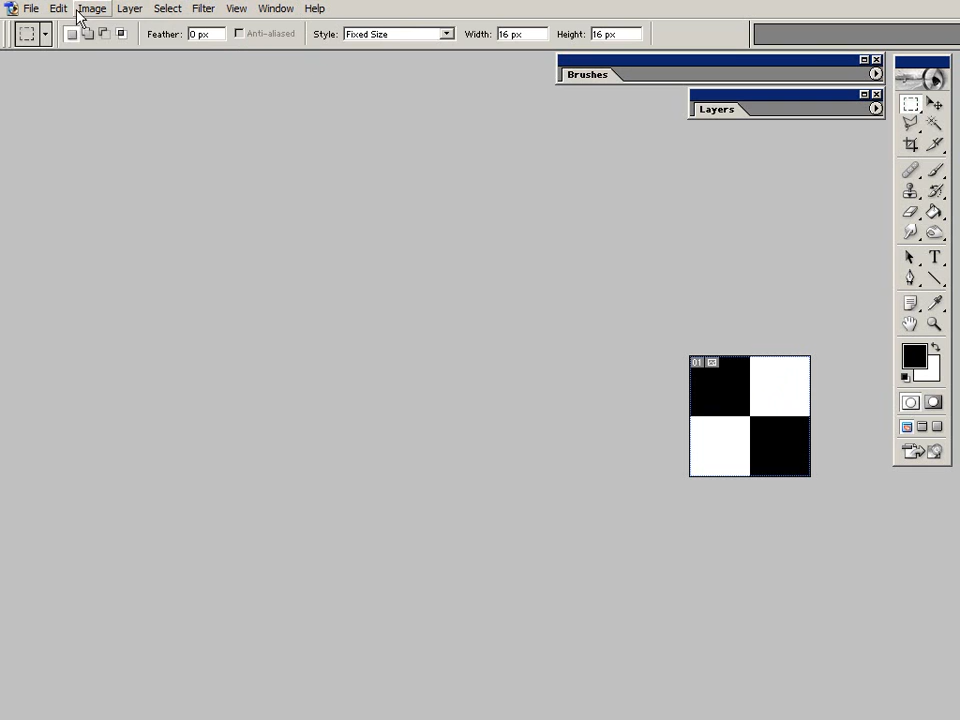 File Edit Image Layer Select Filter View Window Help
Feather: 0 px Anti-aliased Style: Fixed Size Width: 16 px Height: 16 px
Brushes
Layers
01